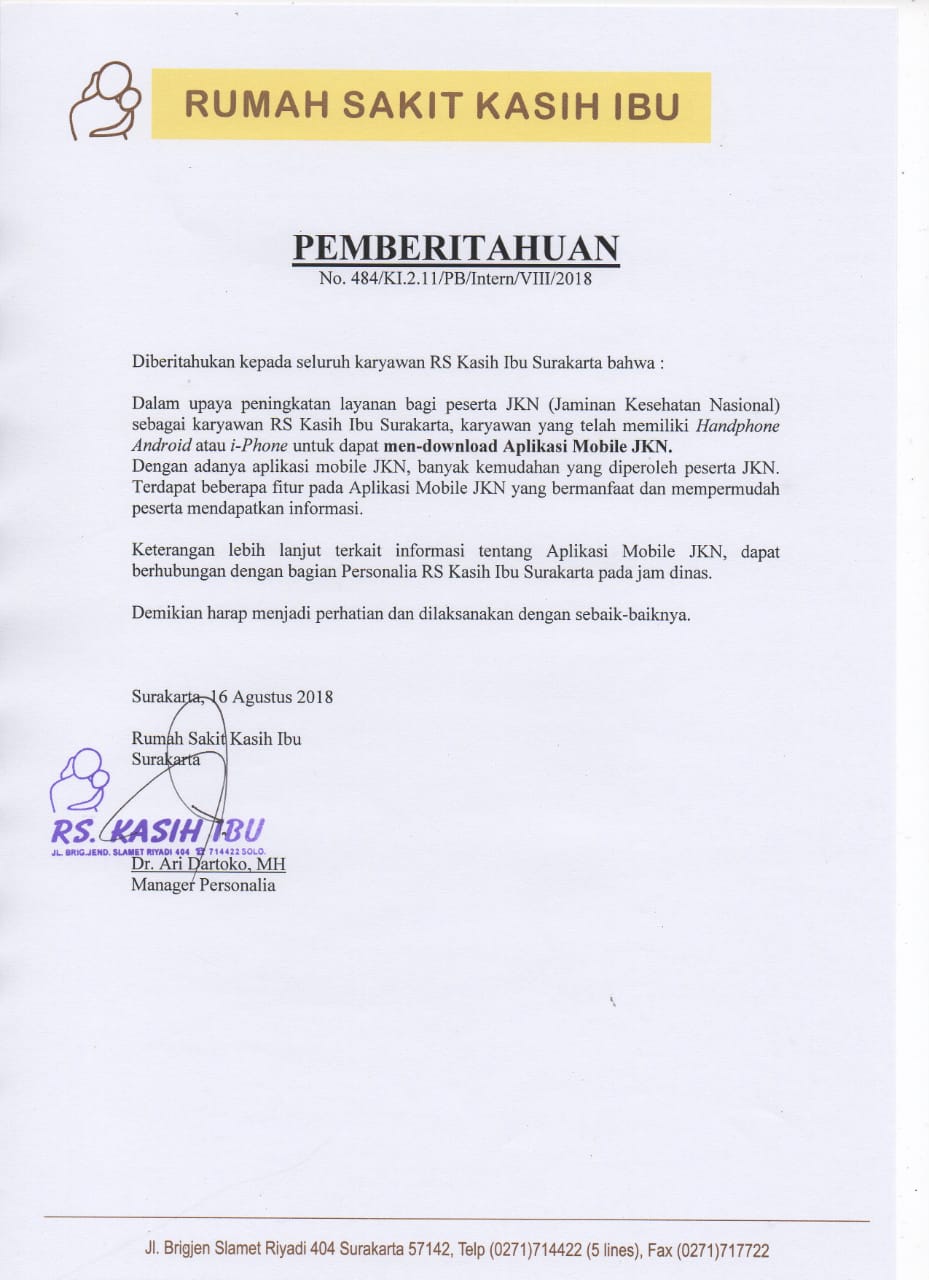 RUMAH SAKIT KASIH IBU
PEMBERITAHUAN
No. 484/KI.2.11/PB/Intern/VIII/2018
Diberitahukan kepada seluruh karyawan RS Kasih Ibu Surakarta bahwa :
Dalam upaya peningkatan layanan bagi peserta JKN (Jaminan Kesehatan Nasional)
sebagai karyawan RS Kasih Ibu Surakarta, karyawan yang telah memiliki Handphone
Android atau i-Phone untuk dapat men-download Aplikasi Mobile JKN.
Dengan adanya aplikasi mobile JKN, banyak kemudahan yang diperoleh peserta JKN.
Terdapat beberapa fitur pada Aplikasi Mobile JKN yang bermanfaat dan mempermudah
peserta mendapatkan informasi.
Keterangan lebih lanjut terkait informasi tentang Aplikasi Mobile JKN, dapat
berhubungan dengan bagian Personalia RS Kasih Ibu Surakarta pada jam dinas.
Demikian harap menjadi perhatian dan dilaksanakan dengan sebaik-baiknya.
Surakarta, 16 Agustus 2018
Rumah Sakit Kasih Ibu
Surakarta
RS. KASIH IBU
JL. BRIG.JEND. SLAMET RIYADI 404 ☎ 714422 SOLO.
Dr. Ari Dartoko, MH
Manager Personalia
Jl. Brigjen Slamet Riyadi 404 Surakarta 57142, Telp (0271)714422 (5 lines), Fax (0271)717722